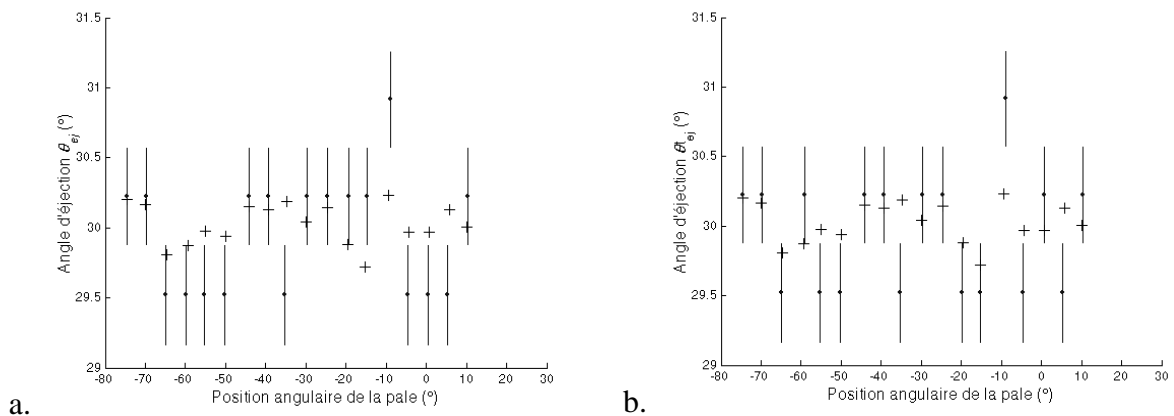 31.5
31
30.5
30
29.5
29
Angle d'éjection θ ej (°)
-80 -70 -60 -50 -40 -30 -20 -10 0 10 20 30
Position angulaire de la pale (°)
a.
31.5
31
30.5
30
29.5
29
Angle d'éjection θt ej (°)
-80 -70 -60 -50 -40 -30 -20 -10 0 10 20 30
Position angulaire de la pale (°)
b.